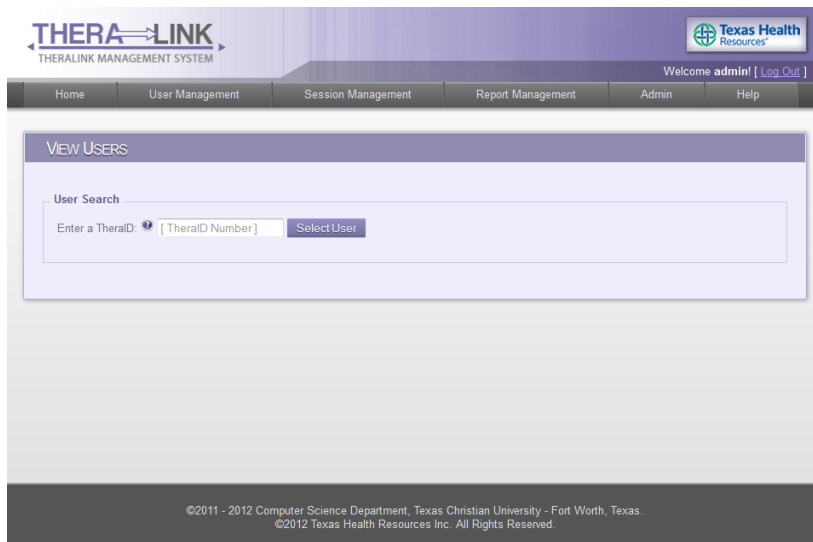 THERA LINK
THERALINK MANAGEMENT SYSTEM
Texas Health
Resources®
Welcome admin! [ Log Out ]
Home User Management Session Management Report Management Admin Help
VIEW USERS
User Search
Enter a TheraID: ? [ TheraID Number ] Select User
©2011 - 2012 Computer Science Department, Texas Christian University - Fort Worth, Texas.
©2012 Texas Health Resources Inc. All Rights Reserved.